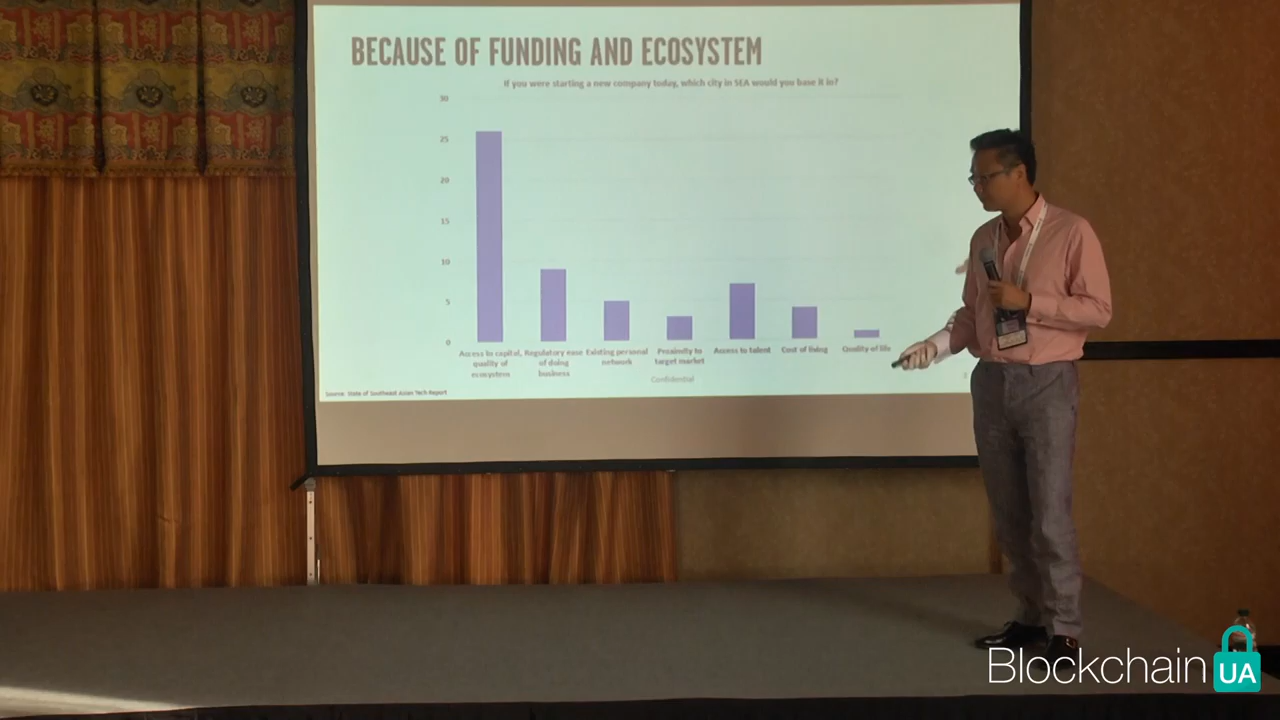 BECAUSE OF FUNDING AND ECOSYSTEM
If you were starting a new company today, which city in SEA would you base it in?
30
25
20
15
10
5
0
Access to capital, quality of ecosystem
Regulatory ease of doing business
Existing personal network
Proximity to target market
Access to talent
Cost of living
Quality of life
Confidential
Source: State of Southeast Asian Tech Report
Blockchain
UA